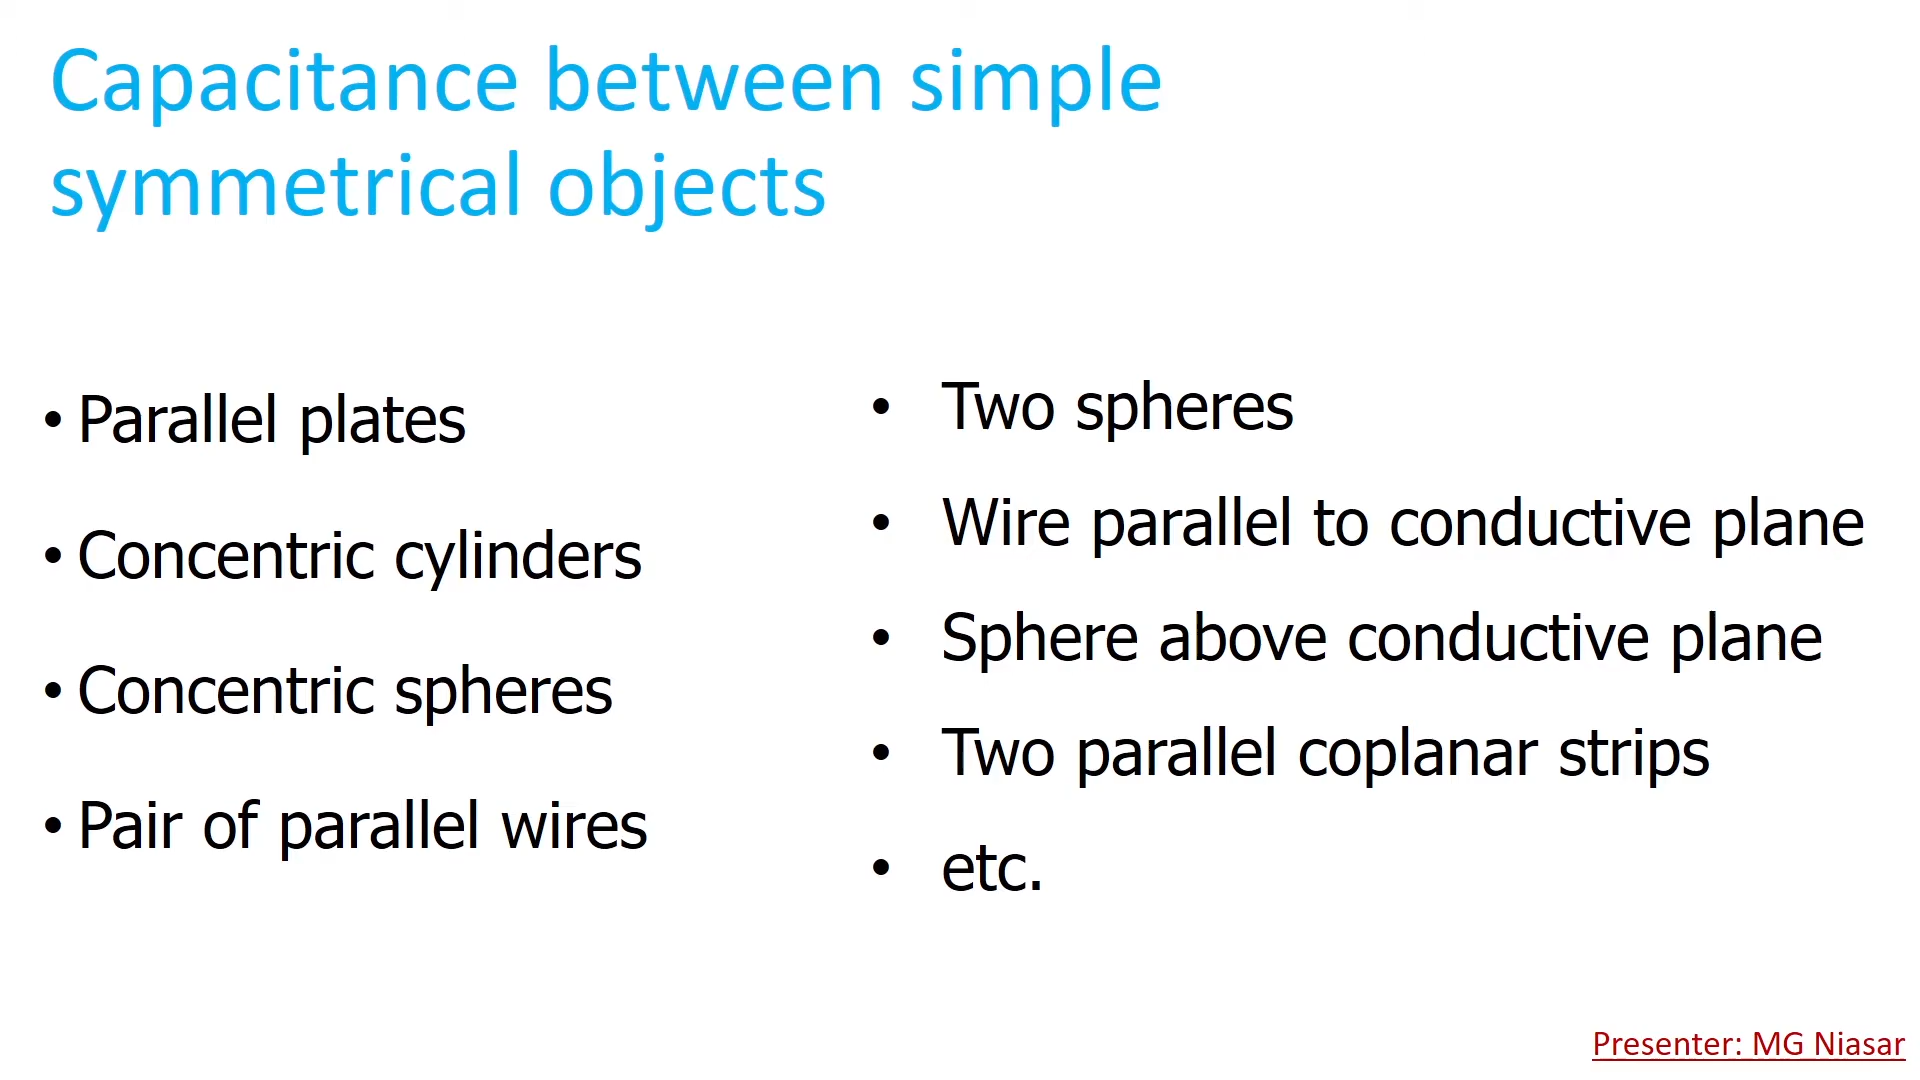 Capacitance between simple
symmetrical objects
• Parallel plates
• Concentric cylinders
• Concentric spheres
• Pair of parallel wires
• Two spheres
• Wire parallel to conductive plane
• Sphere above conductive plane
• Two parallel coplanar strips
• etc.
Presenter: MG Niasar